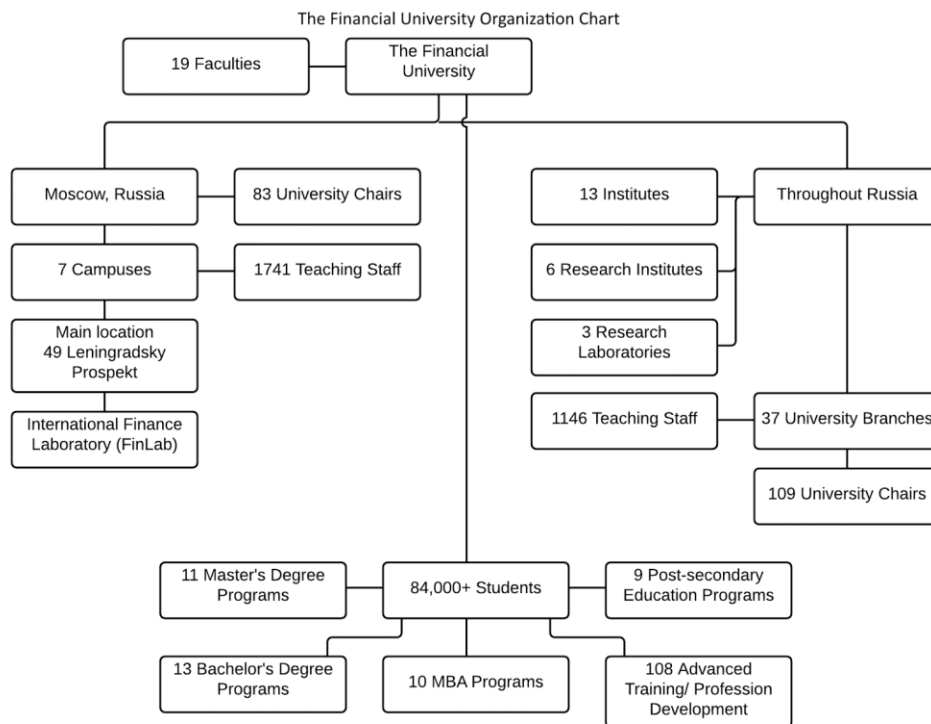 The Financial University Organization Chart
19 Faculties
The Financial
University
Moscow, Russia
83 University Chairs
13 Institutes
Throughout Russia
7 Campuses
1741 Teaching Staff
6 Research Institutes
Main location
49 Leningradsky
Prospekt
3 Research
Laboratories
International Finance
Laboratory (FinLab)
1146 Teaching Staff
37 University Branches
109 University Chairs
11 Master's Degree
Programs
84,000+ Students
9 Post-secondary
Education Programs
13 Bachelor's Degree
Programs
10 MBA Programs
108 Advanced
Training/ Profession
Development